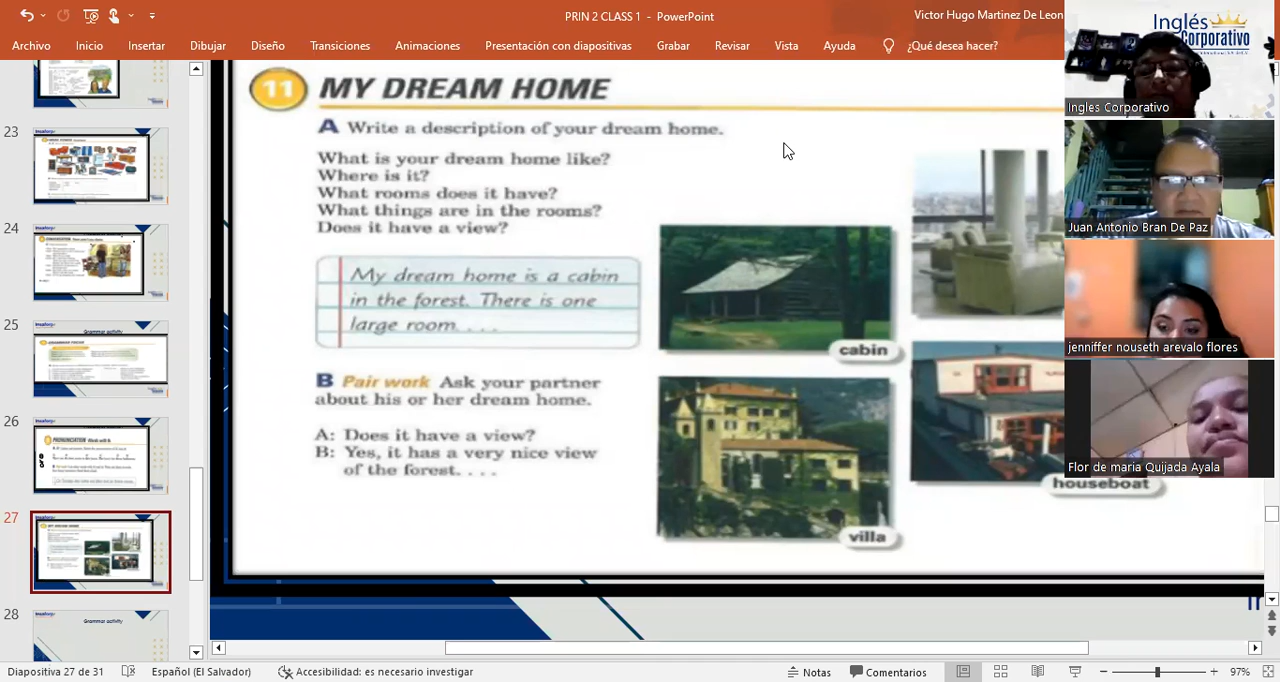 PRIN 2 CLASS 1 - PowerPoint
Victor Hugo Martinez De Leon
Archivo Inicio Insertar Dibujar Diseño Transiciones Animaciones Presentación con diapositivas Grabar Revisar Vista Ayuda ¿Qué desea hacer?
Inglés
Corporativo
Ingles Corporativo
Juan Antonio Bran De Paz
jenniffer nouseth arevalo flores
Flor de maria Quijada Ayala
23
24
25
26
27
28
Grammar activity
Grammar activity
MY DREAM HOME
11 MY DREAM HOME
A Write a description of your dream home.
What is your dream home like?
Where is it?
What rooms does it have?
What things are in the rooms?
Does it have a view?
My dream home is a cabin
in the forest. There is one
large room. . . .
B Pair work Ask your partner
about his or her dream home.
A: Does it have a view?
B: Yes, it has a very nice view
of the forest. . . .
cabin
villa
houseboat
Diapositiva 27 de 31 Español (El Salvador) Accesibilidad: es necesario investigar Notas Comentarios 97%